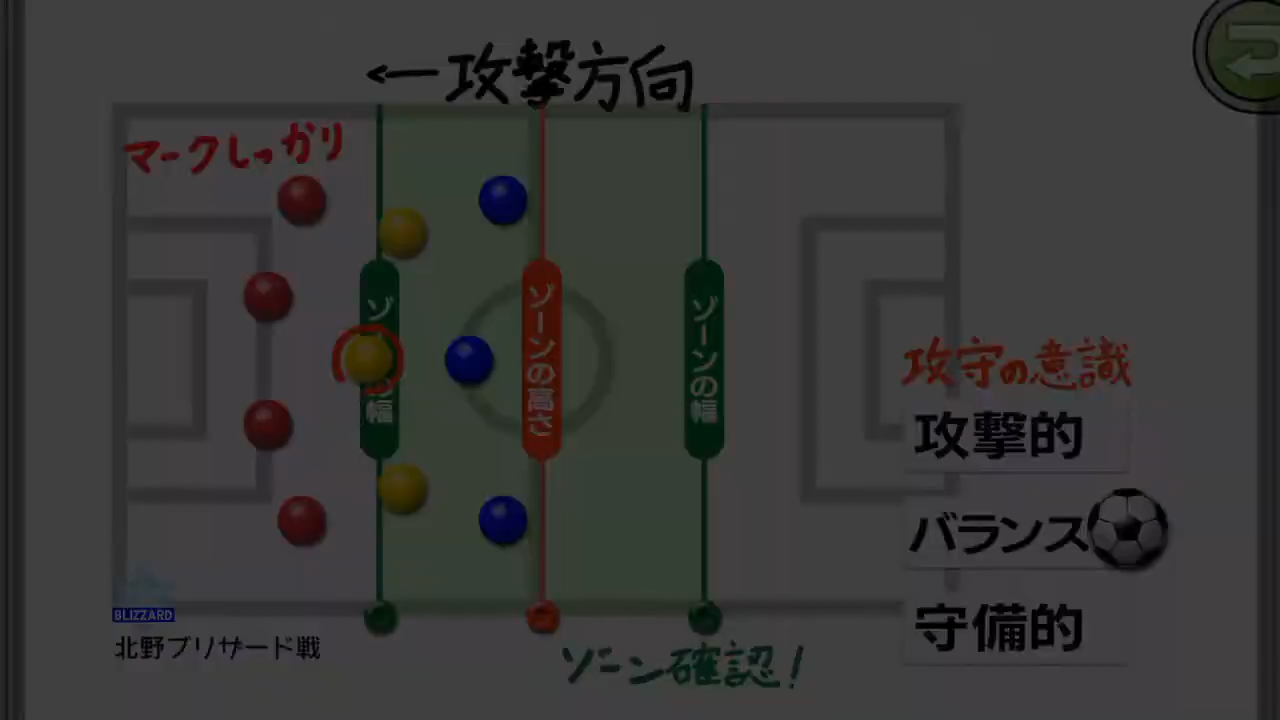 ←攻撃方向
マークしっかり
ゾーンの幅
ゾーンの高さ
ゾーンの幅
攻守の意識
攻撃的
バランス
守備的
BLIZZARD
北野ブリザード戦
ゾーン確認!